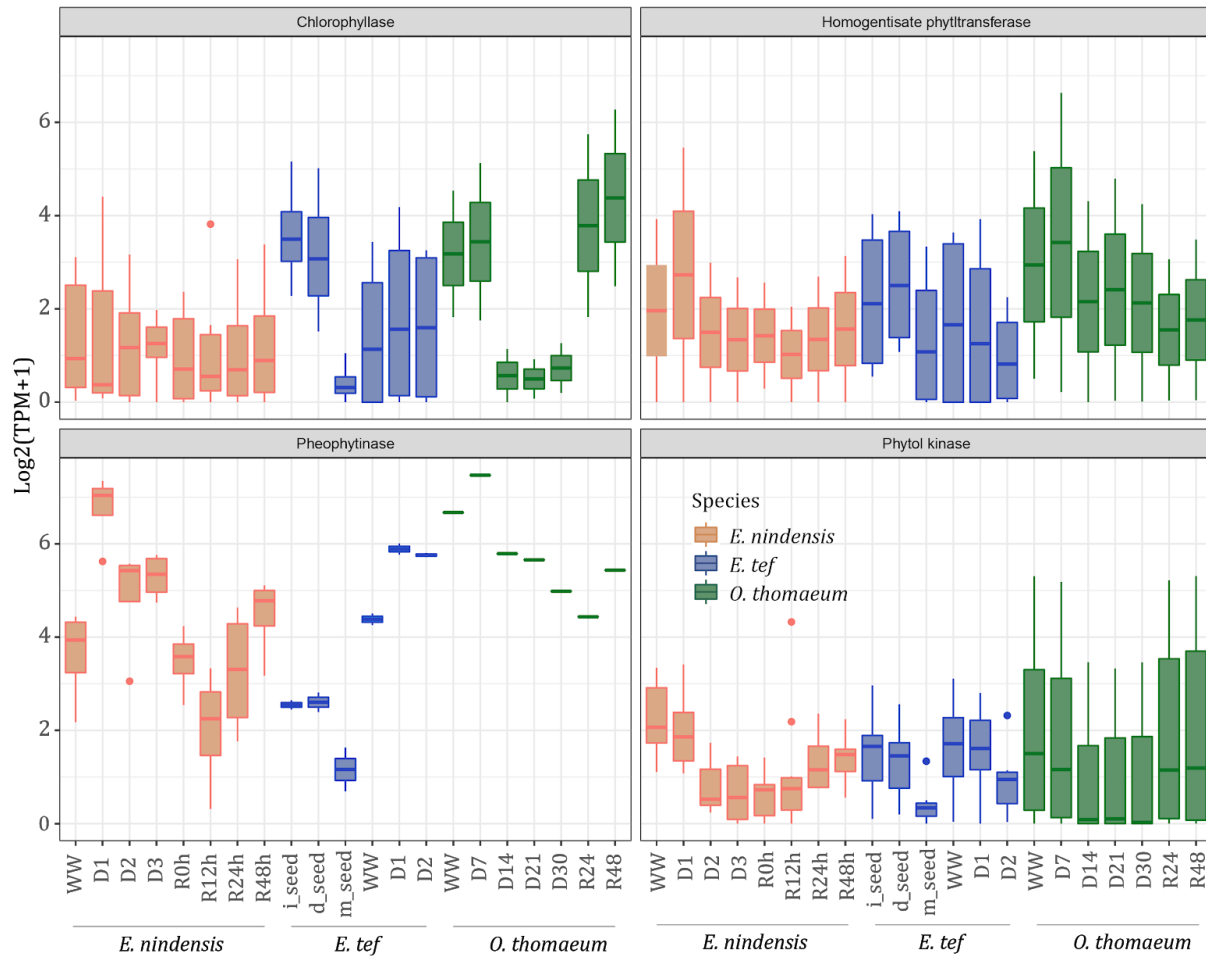 Chlorophyllase
Homogentisate phytltransferase
6
4
2
0
Log2(TPM+1)
Pheophytinase
Phytol kinase
6
4
2
0
Species
E. nindensis
E. tef
O. thomaeum
WW
D1
D2
D3
R0h
R12h
R24h
R48h
i_seed
d_seed
m_seed
WW
D1
D2
WW
D7
D14
D21
D30
R24
R48
WW
D1
D2
D3
R0h
R12h
R24h
R48h
i_seed
d_seed
m_seed
WW
D1
D2
WW
D7
D14
D21
D30
R24
R48
E. nindensis
E. tef
O. thomaeum
E. nindensis
E. tef
O. thomaeum